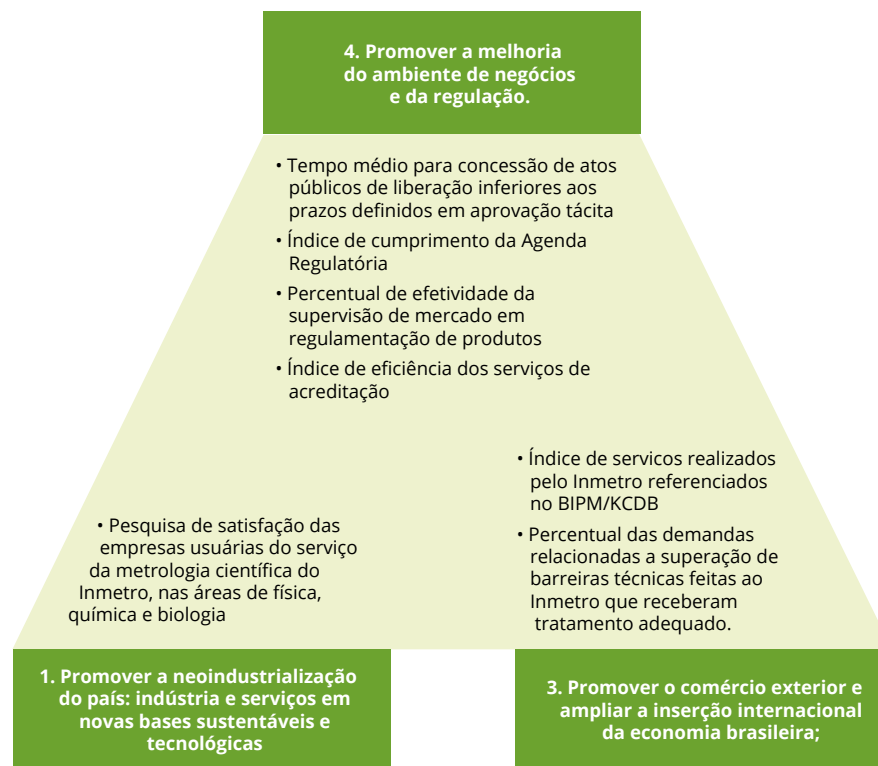 4. Promover a melhoria
do ambiente de negócios
e da regulação.
• Tempo médio para concessão de atos
públicos de liberação inferiores aos
prazos definidos em aprovação tácita
• Índice de cumprimento da Agenda
Regulatória
• Percentual de efetividade da
supervisão de mercado em
regulamentação de produtos
• Índice de eficiência dos serviços de
acreditação
• Pesquisa de satisfação das
empresas usuárias do serviço
da metrologia científica do
Inmetro, nas áreas de física,
química e biologia
• Índice de servicos realizados
pelo Inmetro referenciados
no BIPM/KCDB
• Percentual das demandas
relacionadas a superação de
barreiras técnicas feitas ao
Inmetro que receberam
tratamento adequado.
1. Promover a neoindustrialização
do país: indústria e serviços em
novas bases sustentáveis e
tecnológicas
3. Promover o comércio exterior e
ampliar a inserção internacional
da economia brasileira;